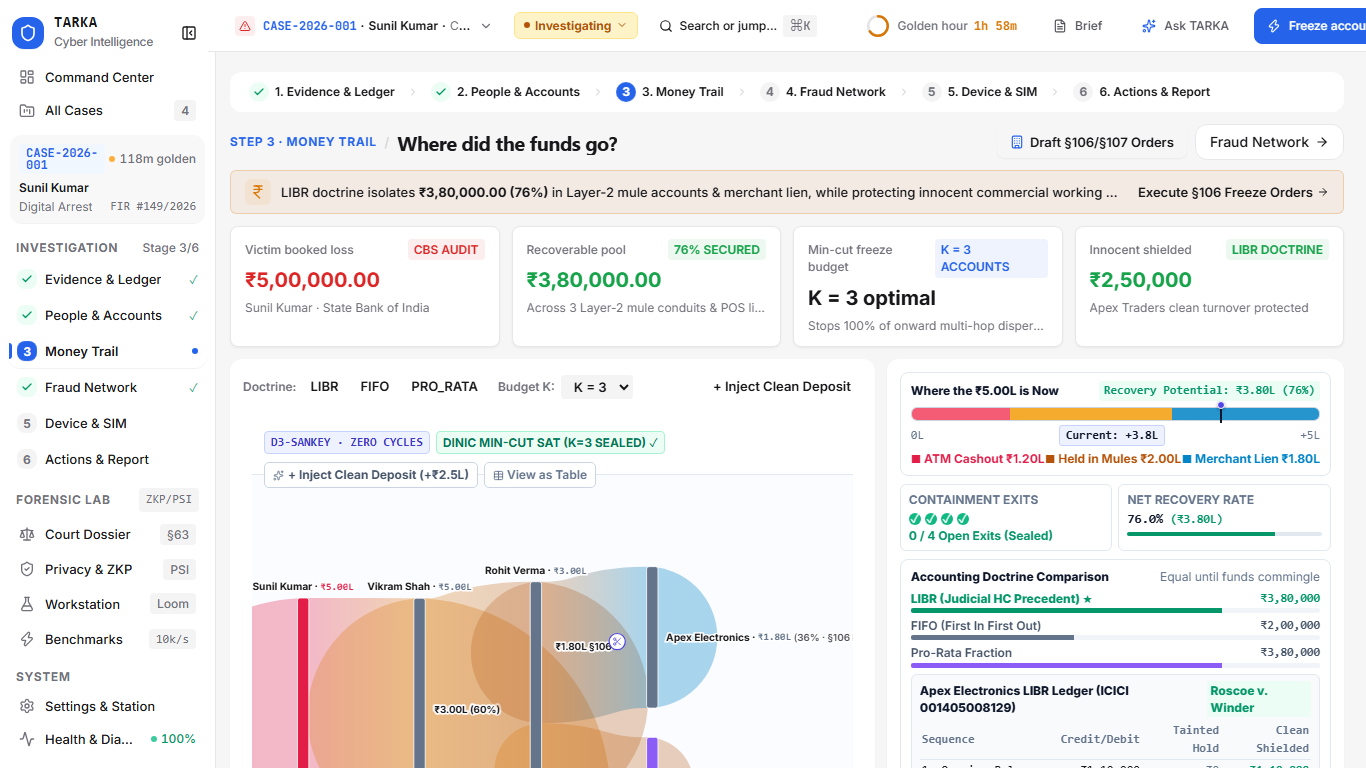 TARKA
Cyber Intelligence
Command Center
All Cases 4
CASE-2026-001 118m golden
Sunil Kumar
Digital Arrest FIR #149/2026
INVESTIGATION Stage 3/6
Evidence & Ledger ✓
People & Accounts ✓
3 Money Trail
Fraud Network ✓
5 Device & SIM
6 Actions & Report
FORENSIC LAB ZKP/PSI
Court Dossier §63
Privacy & ZKP PSI
Workstation Loom
Benchmarks 10k/s
SYSTEM
Settings & Station
Health & Dia... 100%
CASE-2026-001 · Sunil Kumar · C... Investigating Search or jump... ⌘K Golden hour 1h 58m Brief Ask TARKA Freeze accou
1. Evidence & Ledger 2. People & Accounts 3 3. Money Trail 4 4. Fraud Network 5 5. Device & SIM 6 6. Actions & Report
STEP 3 · MONEY TRAIL / Where did the funds go? Draft §106/§107 Orders Fraud Network →
₹ LIBR doctrine isolates ₹3,80,000.00 (76%) in Layer-2 mule accounts & merchant lien, while protecting innocent commercial working ... Execute §106 Freeze Orders →
Victim booked loss CBS AUDIT
₹5,00,000.00
Sunil Kumar · State Bank of India
Recoverable pool 76% SECURED
₹3,80,000.00
Across 3 Layer-2 mule conduits & POS li...
Min-cut freeze budget K = 3 ACCOUNTS
K = 3 optimal
Stops 100% of onward multi-hop disper...
Innocent shielded LIBR DOCTRINE
₹2,50,000
Apex Traders clean turnover protected
Doctrine: LIBR FIFO PRO_RATA Budget K: K = 3 + Inject Clean Deposit
D3-SANKEY · ZERO CYCLES DINIC MIN-CUT SAT (K=3 SEALED) ✓
+ Inject Clean Deposit (+₹2.5L) View as Table
Rohit Verma · ₹3.00L
Sunil Kumar · ₹5.00L Vikram Shah · ₹5.00L
Apex Electronics · ₹1.80L (36% · §106
₹1.80L §106
₹3.00L (60%)
Where the ₹5.00L is Now Recovery Potential: ₹3.80L (76%)
0L Current: +3.8L +5L
ATM Cashout ₹1.20L Held in Mules ₹2.00L Merchant Lien ₹1.80L
CONTAINMENT EXITS
0 / 4 Open Exits (Sealed)
NET RECOVERY RATE
76.0% (₹3.80L)
Accounting Doctrine Comparison Equal until funds commingle
LIBR (Judicial HC Precedent) ★ ₹3,80,000
FIFO (First In First Out) ₹2,00,000
Pro-Rata Fraction ₹3,80,000
Apex Electronics LIBR Ledger (ICICI 001405008129) Roscoe v. Winder
Sequence Credit/Debit Tainted Hold Clean Shielded